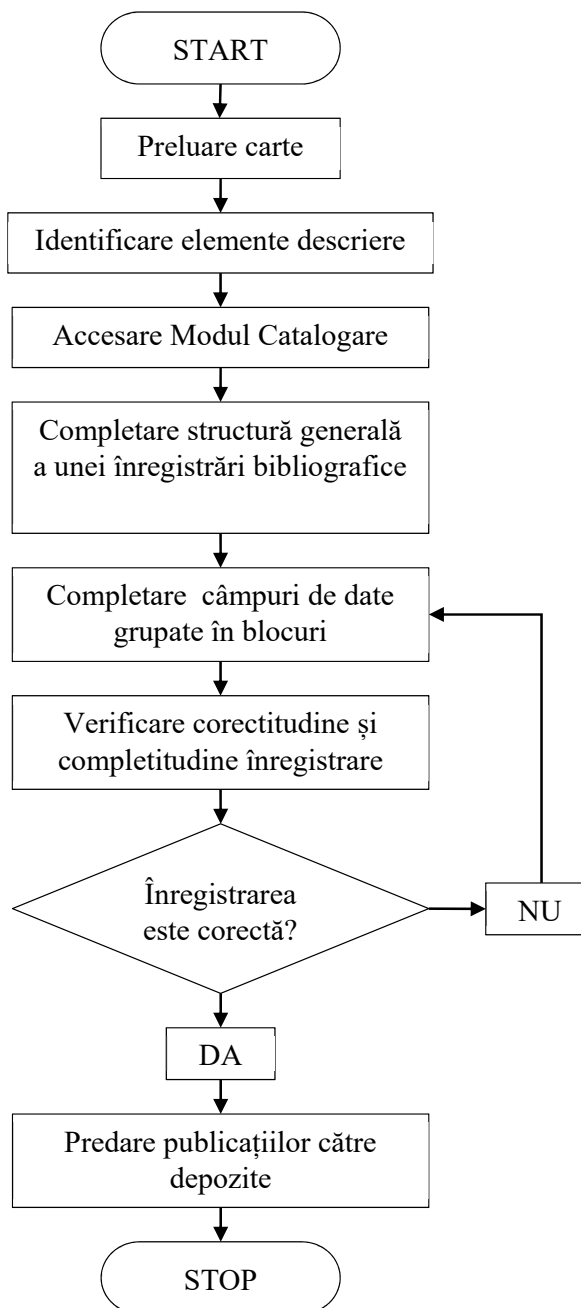 START
Preluare carte
Identificare elemente descriere
Accesare Modul Catalogare
Completare structură generală
a unei înregistrări bibliografice
Completare câmpuri de date
grupate în blocuri
Verificare corectitudine și
completitudine înregistrare
Înregistrarea
este corectă?
NU
DA
Predare publicațiilor către
depozite
STOP